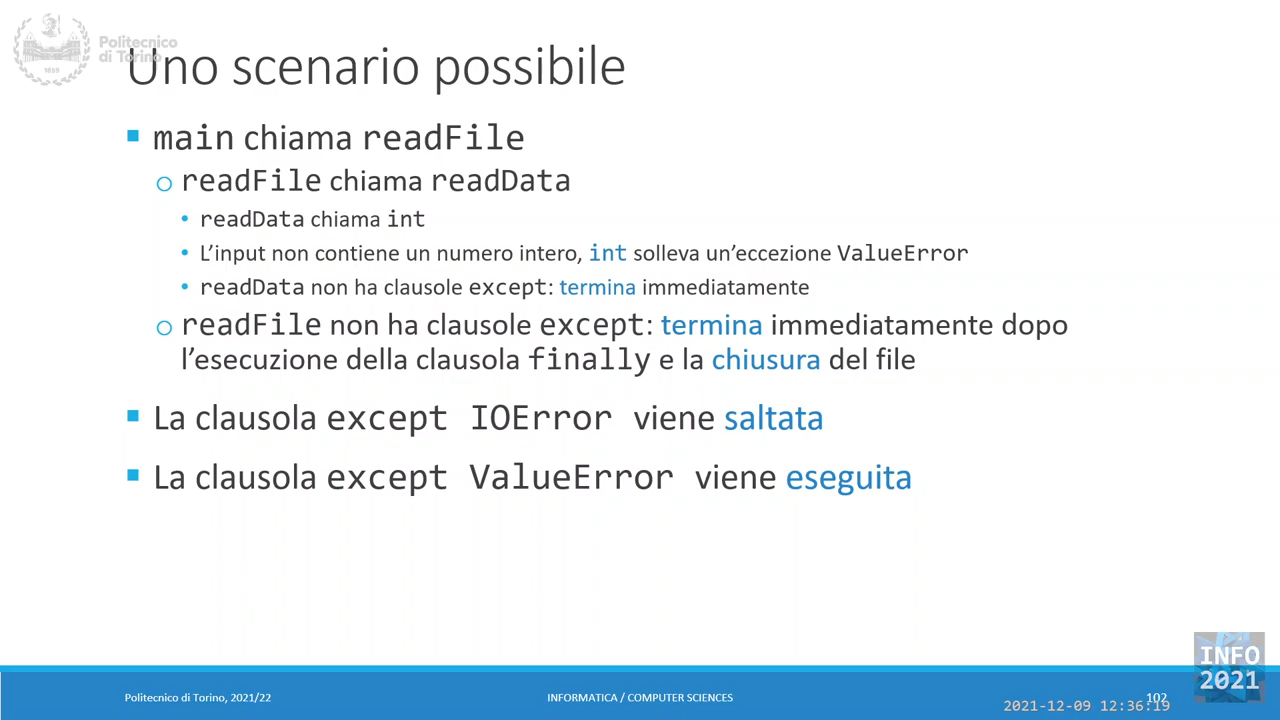 Politecnico
di Torino
1859
Uno scenario possibile
main chiama readFile
readFile chiama readData
readData chiama int
L'input non contiene un numero intero, int solleva un'eccezione ValueError
readData non ha clausole except: termina immediatamente
readFile non ha clausole except: termina immediatamente dopo
l'esecuzione della clausola finally e la chiusura del file
La clausola except IOError viene saltata
La clausola except ValueError viene eseguita
Politecnico di Torino, 2021/22
INFORMATICA / COMPUTER SCIENCES
102
INFO
2021
2021-12-09 12:36:19